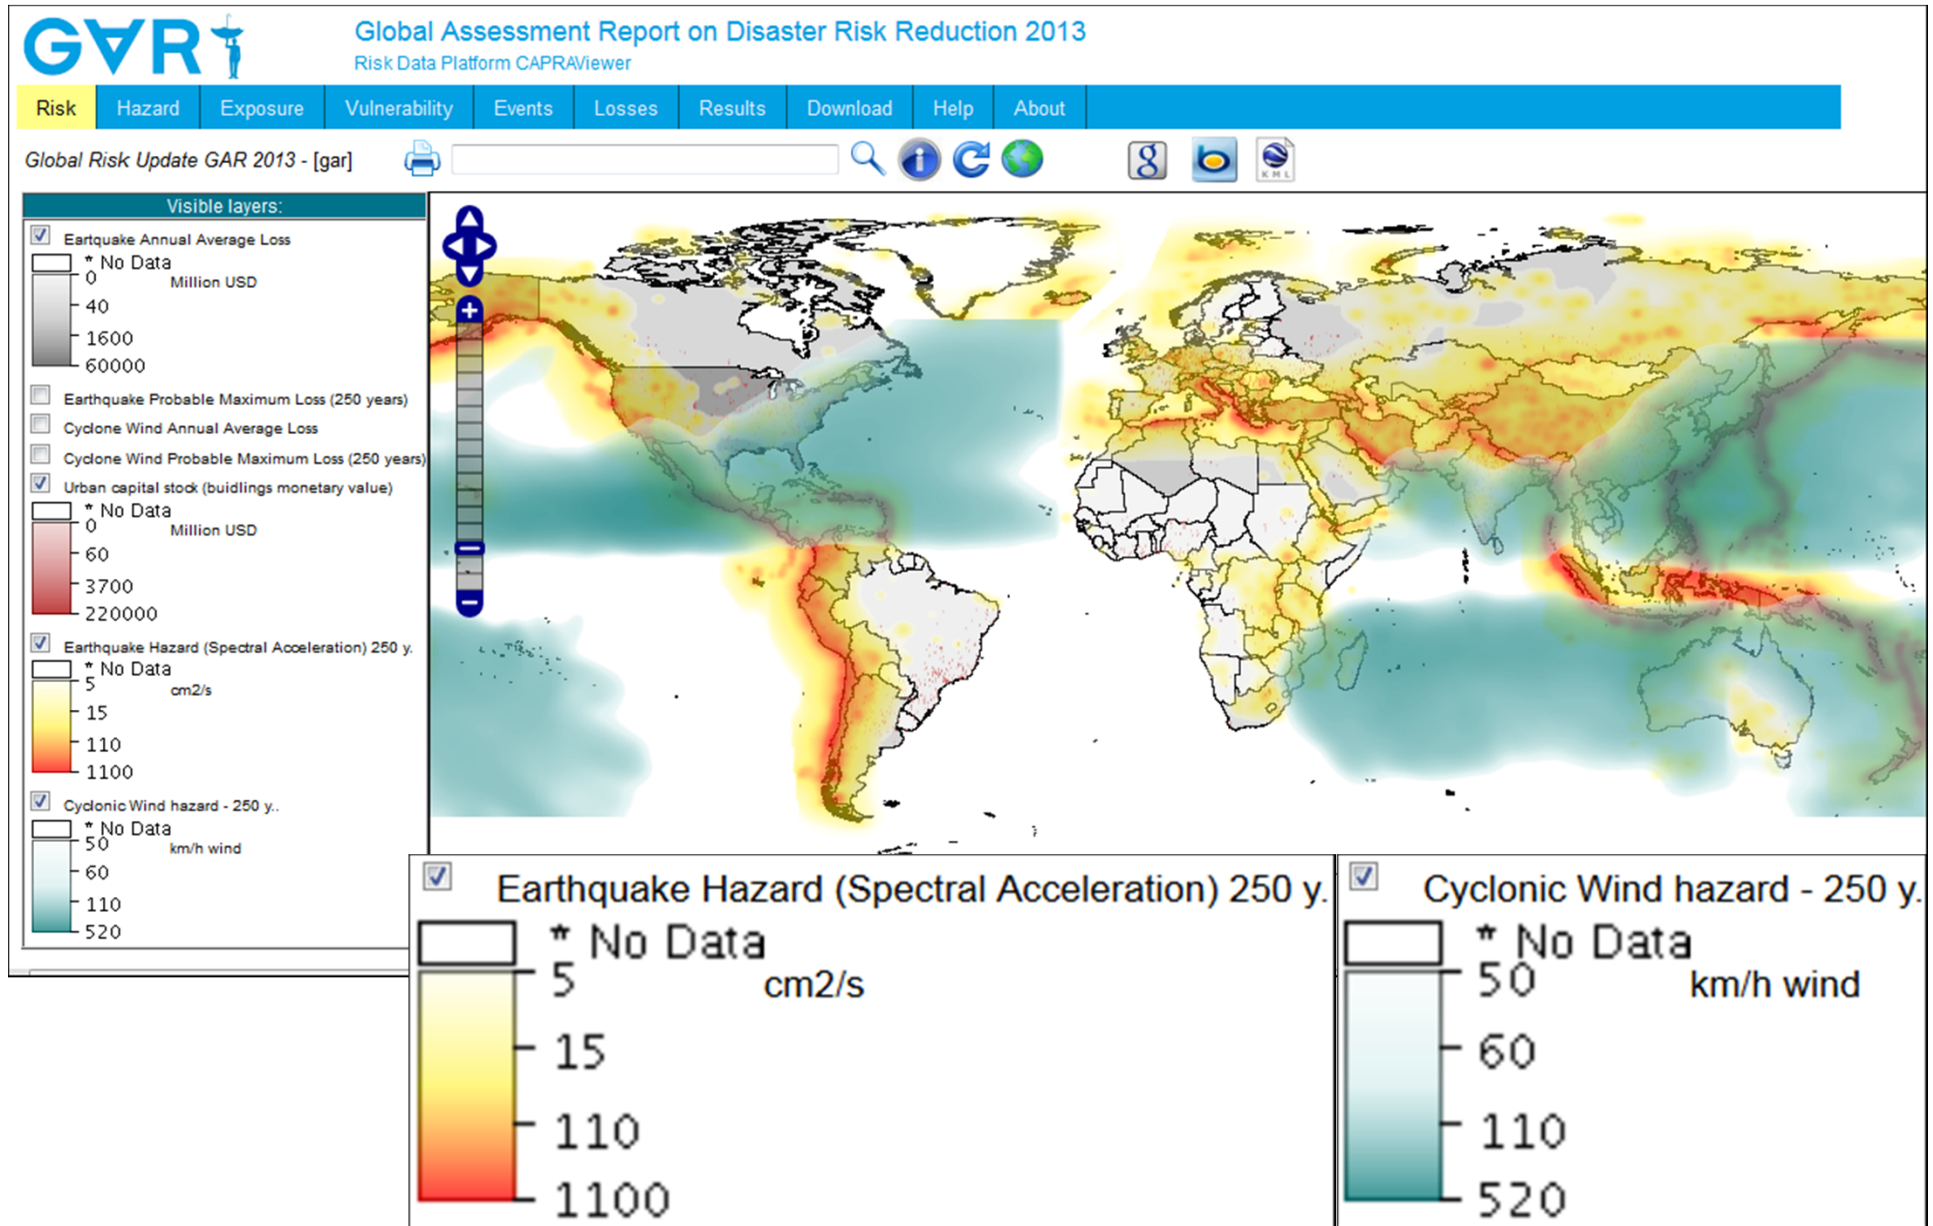 GAR
Global Assessment Report on Disaster Risk Reduction 2013
Risk Data Platform CAPRAViewer
Risk Hazard Exposure Vulnerability Events Losses Results Download Help About
Global Risk Update GAR 2013 - [gar]
i
g
b
KML
Visible layers:
Eartquake Annual Average Loss
* No Data
0
Million USD
40
1600
60000
Earthquake Probable Maximum Loss (250 years)
Cyclone Wind Annual Average Loss
Cyclone Wind Probable Maximum Loss (250 years)
Urban capital stock (buidlings monetary value)
* No Data
0
Million USD
60
3700
220000
Earthquake Hazard (Spectral Acceleration) 250 y.
* No Data
5
cm2/s
15
110
1100
Cyclonic Wind hazard - 250 y..
* No Data
50
km/h wind
60
110
520
Earthquake Hazard (Spectral Acceleration) 250 y.
* No Data
5
cm2/s
15
110
1100
Cyclonic Wind hazard - 250 y.
* No Data
50
km/h wind
60
110
520